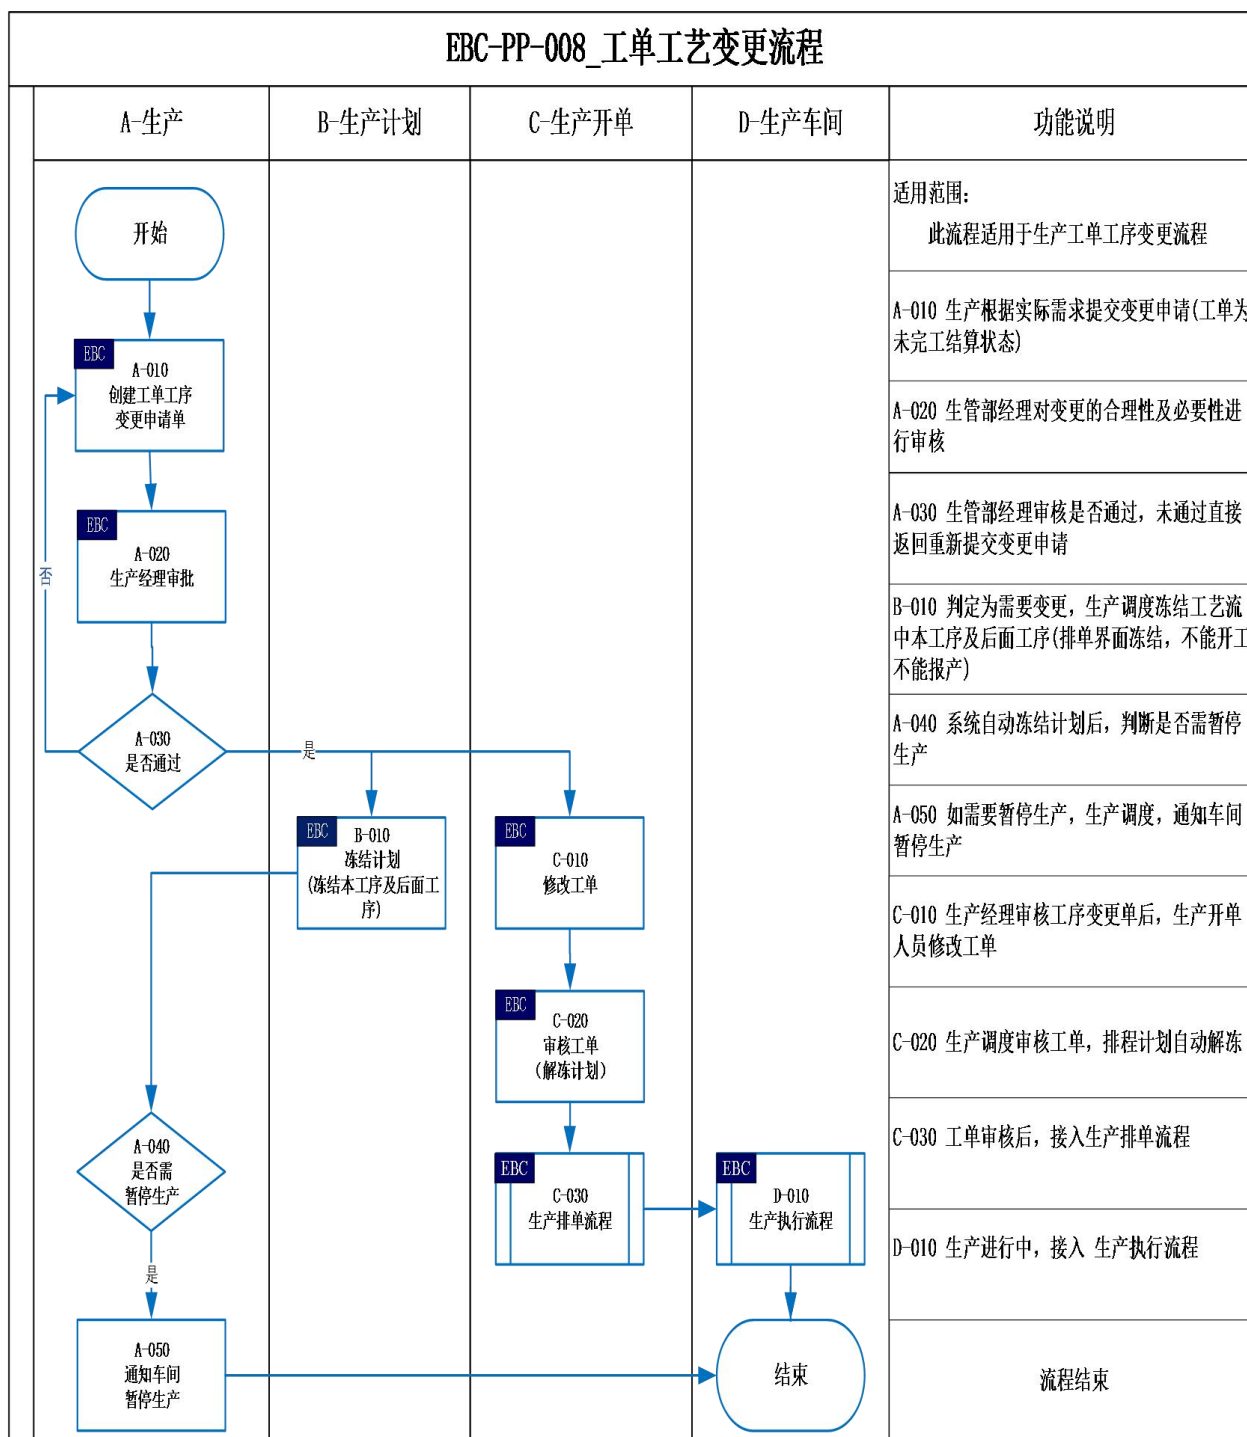 EBC-PP-008_工单工艺变更流程
A-生产
B-生产计划
C-生产开单
D-生产车间
功能说明
开始
EBC
A-010
创建工单工序
变更申请单
EBC
A-020
生产经理审批
否
A-030
是否通过
是
EBC
B-010
冻结计划
(冻结本工序及后面工
序)
EBC
C-010
修改工单
EBC
C-020
审核工单
(解冻计划)
A-040
是否需
暂停生产
EBC
C-030
生产排单流程
EBC
D-010
生产执行流程
是
A-050
通知车间
暂停生产
结束
适用范围：
此流程适用于生产工单工序变更流程
A-010 生产根据实际需求提交变更申请(工单为
未完工结算状态)
A-020 生管部经理对变更的合理性及必要性进
行审核
A-030 生管部经理审核是否通过，未通过直接
返回重新提交变更申请
B-010 判定为需要变更，生产调度冻结工艺流
中本工序及后面工序(排单界面冻结，不能开工
不能报产)
A-040 系统自动冻结计划后，判断是否需暂停
生产
A-050 如需要暂停生产，生产调度，通知车间
暂停生产
C-010 生产经理审核工序变更单后，生产开单
人员修改工单
C-020 生产调度审核工单，排程计划自动解冻
C-030 工单审核后，接入生产排单流程
D-010 生产进行中，接入 生产执行流程
流程结束